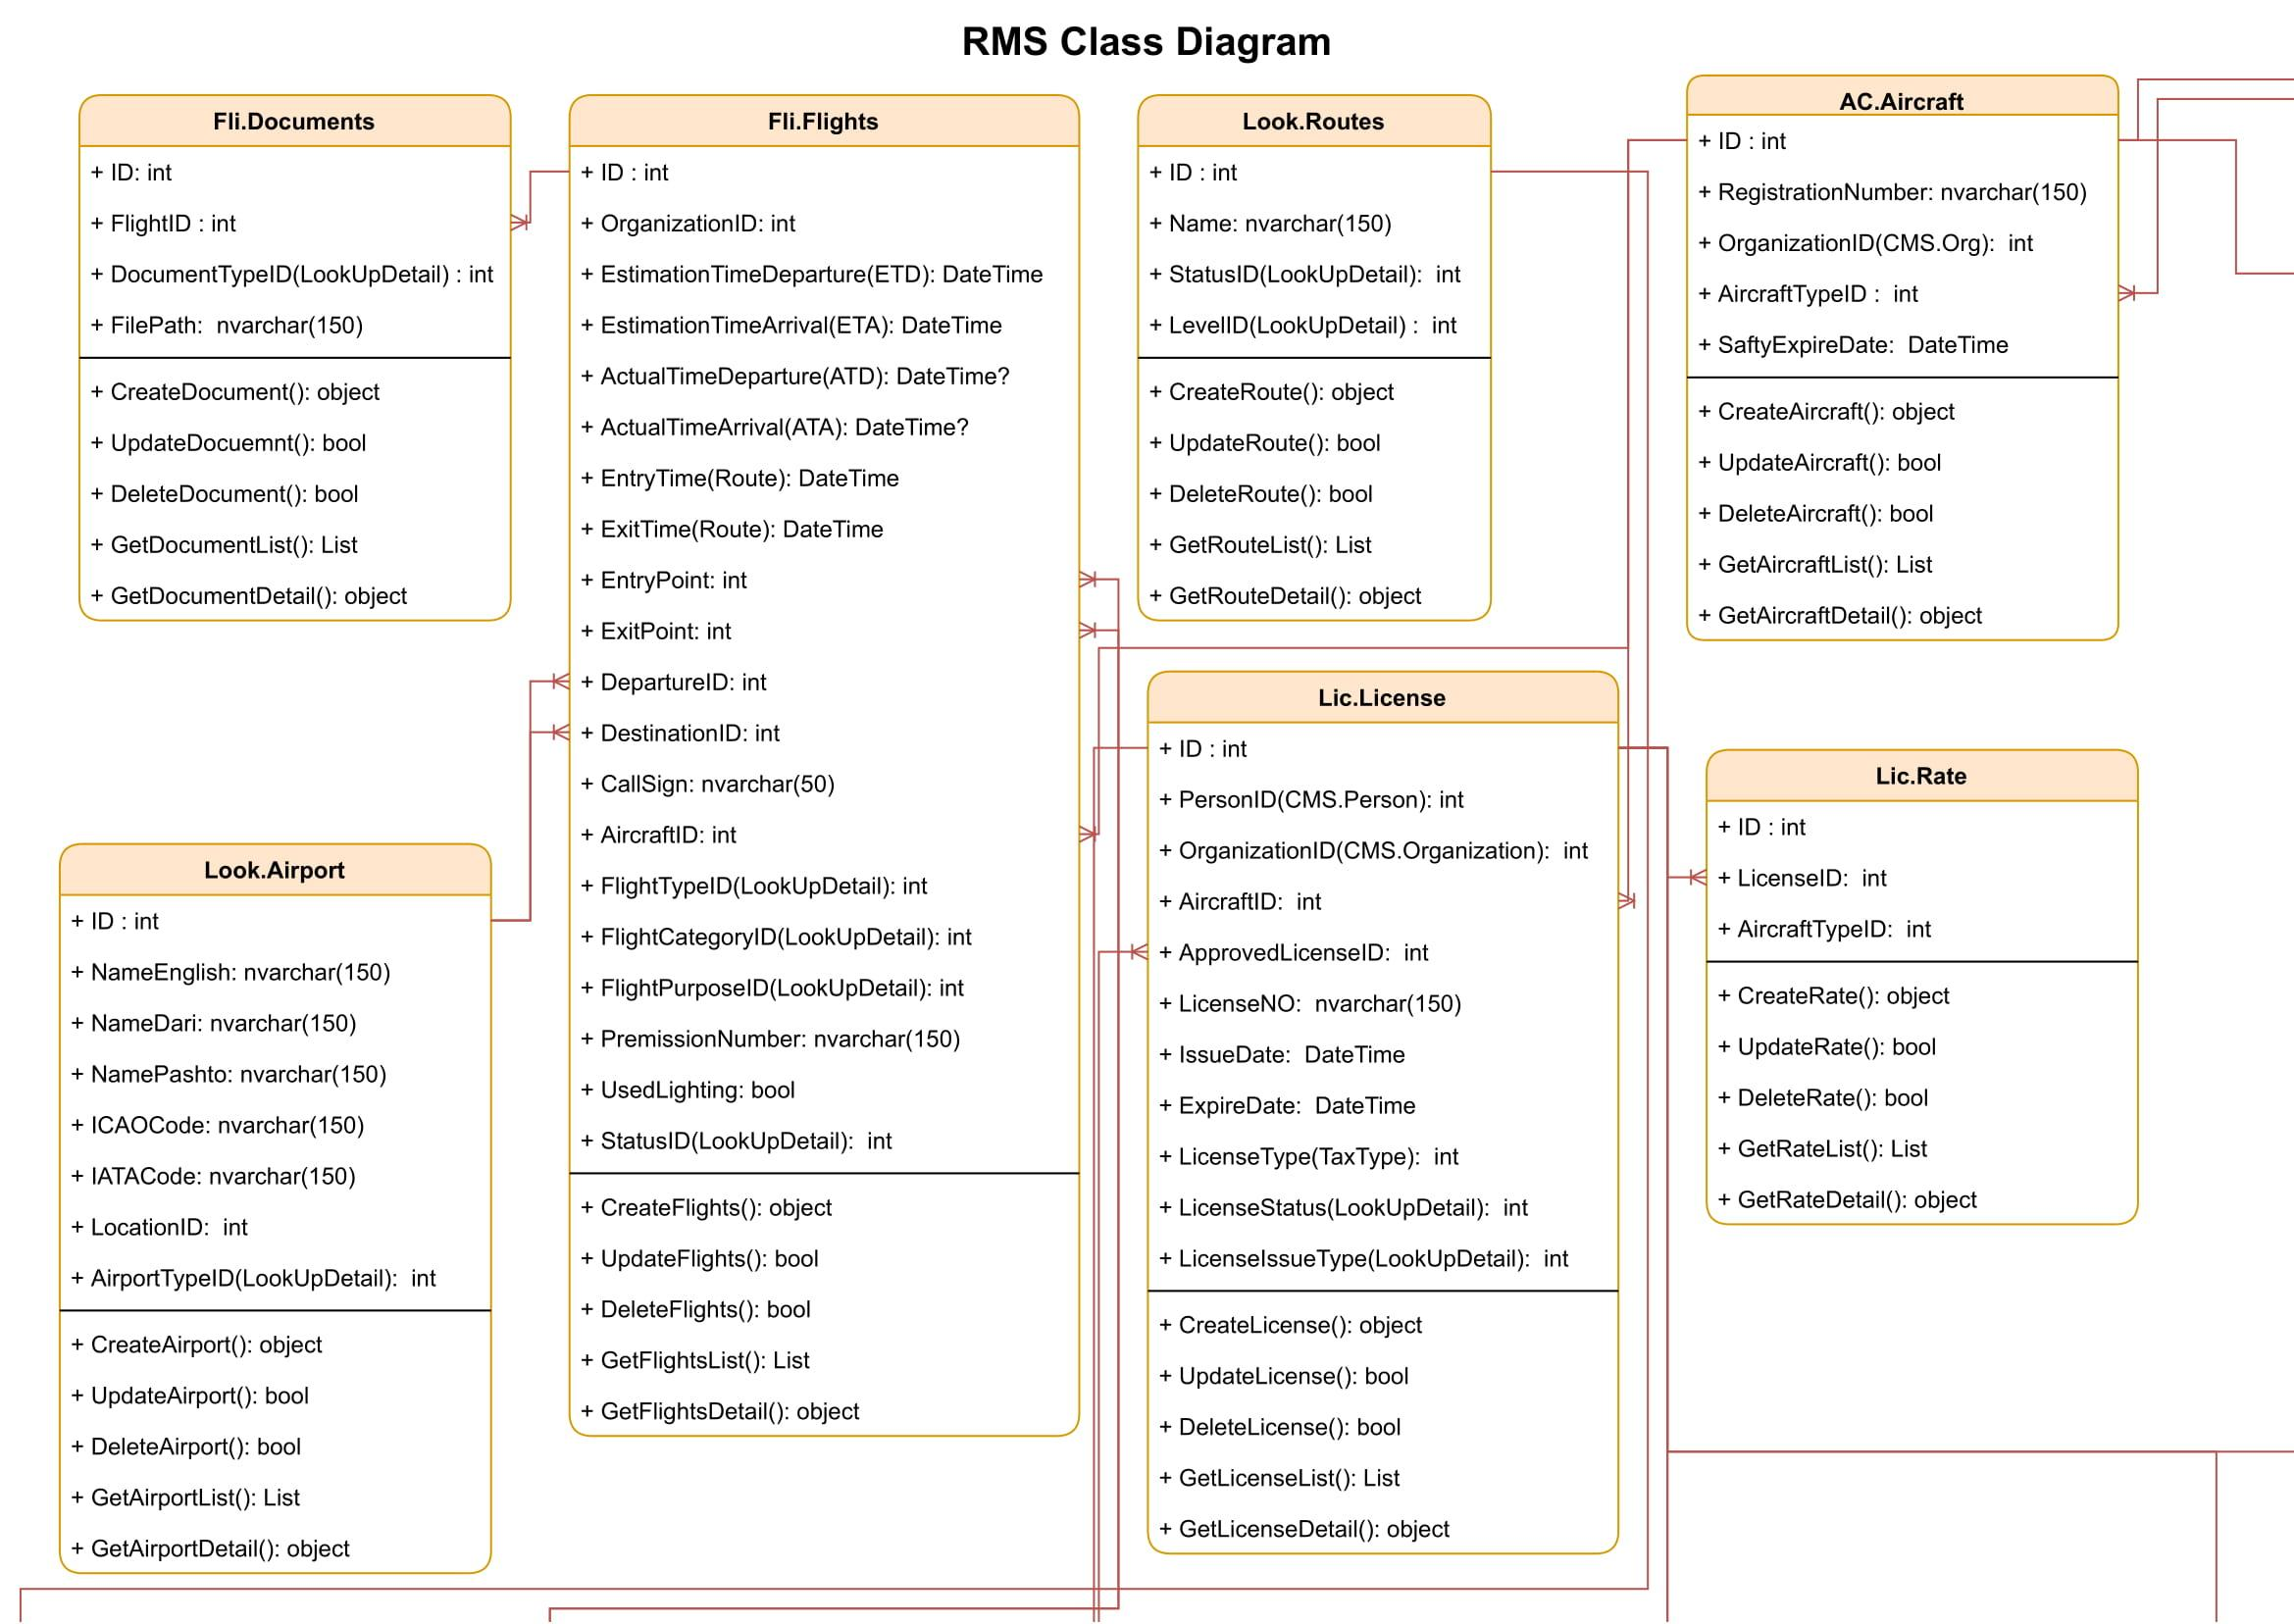 RMS Class Diagram
Fli.Documents
+ ID: int
+ FlightID : int
+ DocumentTypeID(LookUpDetail) : int
+ FilePath:  nvarchar(150)
+ CreateDocument(): object
+ UpdateDocuemnt(): bool
+ DeleteDocument(): bool
+ GetDocumentList(): List
+ GetDocumentDetail(): object
Fli.Flights
+ ID : int
+ OrganizationID: int
+ EstimationTimeDeparture(ETD): DateTime
+ EstimationTimeArrival(ETA): DateTime
+ ActualTimeDeparture(ATD): DateTime?
+ ActualTimeArrival(ATA): DateTime?
+ EntryTime(Route): DateTime
+ ExitTime(Route): DateTime
+ EntryPoint: int
+ ExitPoint: int
+ DepartureID: int
+ DestinationID: int
+ CallSign: nvarchar(50)
+ AircraftID: int
+ FlightTypeID(LookUpDetail): int
+ FlightCategoryID(LookUpDetail): int
+ FlightPurposeID(LookUpDetail): int
+ PremissionNumber: nvarchar(150)
+ UsedLighting: bool
+ StatusID(LookUpDetail):  int
+ CreateFlights(): object
+ UpdateFlights(): bool
+ DeleteFlights(): bool
+ GetFlightsList(): List
+ GetFlightsDetail(): object
Look.Routes
+ ID : int
+ Name: nvarchar(150)
+ StatusID(LookUpDetail):  int
+ LevelID(LookUpDetail) :  int
+ CreateRoute(): object
+ UpdateRoute(): bool
+ DeleteRoute(): bool
+ GetRouteList(): List
+ GetRouteDetail(): object
AC.Aircraft
+ ID : int
+ RegistrationNumber: nvarchar(150)
+ OrganizationID(CMS.Org):  int
+ AircraftTypeID :  int
+ SaftyExpireDate:  DateTime
+ CreateAircraft(): object
+ UpdateAircraft(): bool
+ DeleteAircraft(): bool
+ GetAircraftList(): List
+ GetAircraftDetail(): object
Look.Airport
+ ID : int
+ NameEnglish: nvarchar(150)
+ NameDari: nvarchar(150)
+ NamePashto: nvarchar(150)
+ ICAOCode: nvarchar(150)
+ IATACode: nvarchar(150)
+ LocationID:  int
+ AirportTypeID(LookUpDetail):  int
+ CreateAirport(): object
+ UpdateAirport(): bool
+ DeleteAirport(): bool
+ GetAirportList(): List
+ GetAirportDetail(): object
Lic.License
+ ID : int
+ PersonID(CMS.Person): int
+ OrganizationID(CMS.Organization):  int
+ AircraftID:  int
+ ApprovedLicenseID:  int
+ LicenseNO:  nvarchar(150)
+ IssueDate:  DateTime
+ ExpireDate:  DateTime
+ LicenseType(TaxType):  int
+ LicenseStatus(LookUpDetail):  int
+ LicenseIssueType(LookUpDetail):  int
+ CreateLicense(): object
+ UpdateLicense(): bool
+ DeleteLicense(): bool
+ GetLicenseList(): List
+ GetLicenseDetail(): object
Lic.Rate
+ ID : int
+ LicenseID:  int
+ AircraftTypeID:  int
+ CreateRate(): object
+ UpdateRate(): bool
+ DeleteRate(): bool
+ GetRateList(): List
+ GetRateDetail(): object